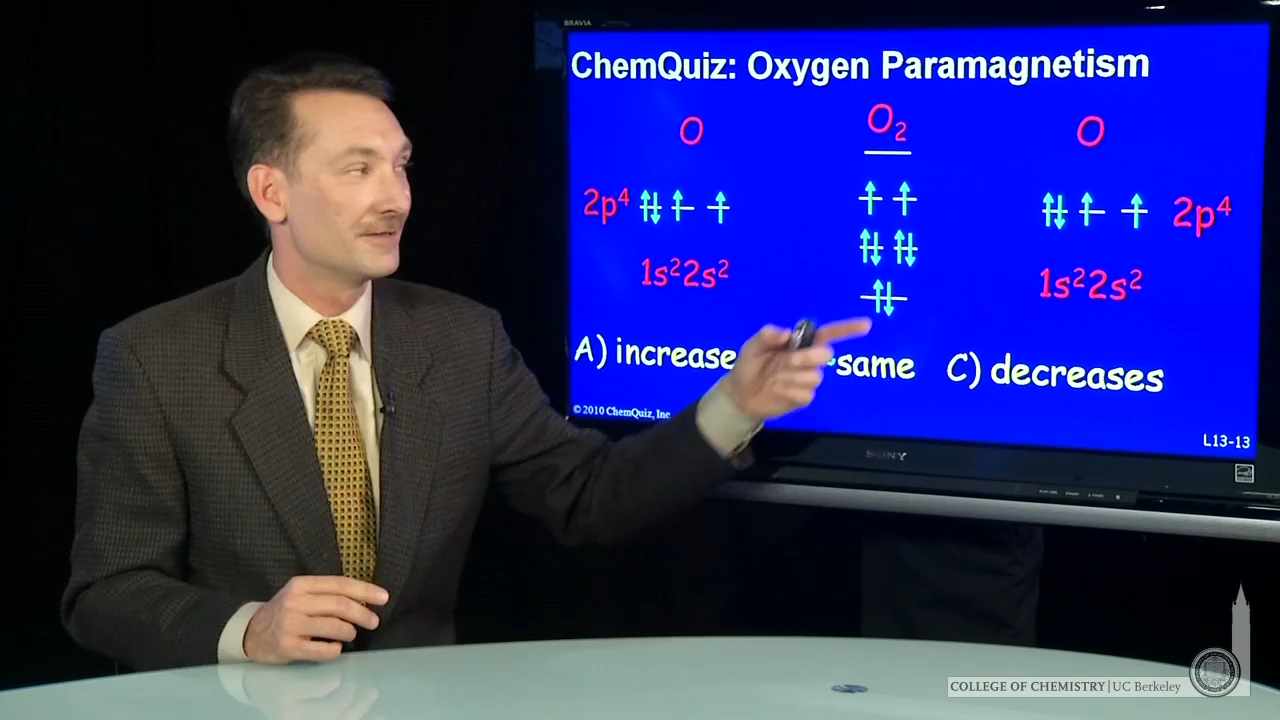 BRAVIA
ChemQuiz: Oxygen Paramagnetism
O O₂ O
2p⁴ 2p⁴
1s²2s² 1s²2s²
A) increase same C) decreases
© 2010 ChemQuiz, Inc
L13-13
SONY
COLLEGE OF CHEMISTRY | UC Berkeley